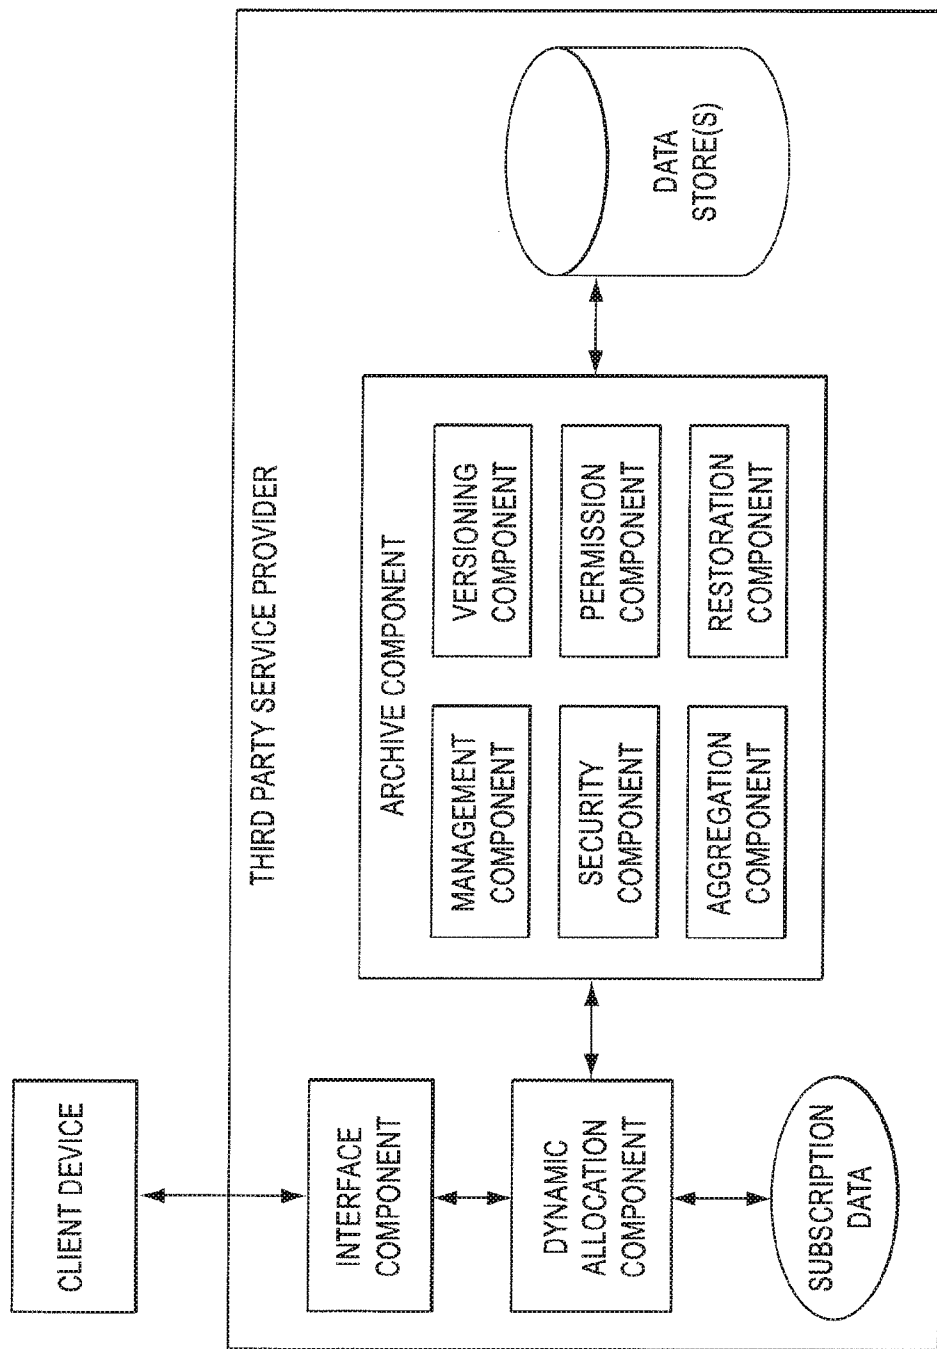 CLIENT DEVICE
THIRD PARTY SERVICE PROVIDER
INTERFACE
COMPONENT
DYNAMIC
ALLOCATION
COMPONENT
SUBSCRIPTION
DATA
ARCHIVE COMPONENT
MANAGEMENT
COMPONENT
VERSIONING
COMPONENT
SECURITY
COMPONENT
PERMISSION
COMPONENT
AGGREGATION
COMPONENT
RESTORATION
COMPONENT
DATA
STORE(S)